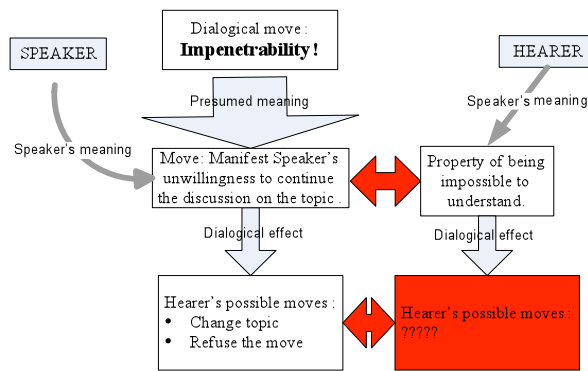 Dialogical move :
Impenetrability !
SPEAKER
HEARER
Presumed meaning
Speaker's meaning
Speaker's meaning
Move: Manifest Speaker's
unwillingness to continue
the discussion on the topic .
Property of being
impossible to
understand.
Dialogical effect
Dialogical effect
Hearer's possible moves :
• Change topic
• Refuse the move
Hearer's possible moves :
?????